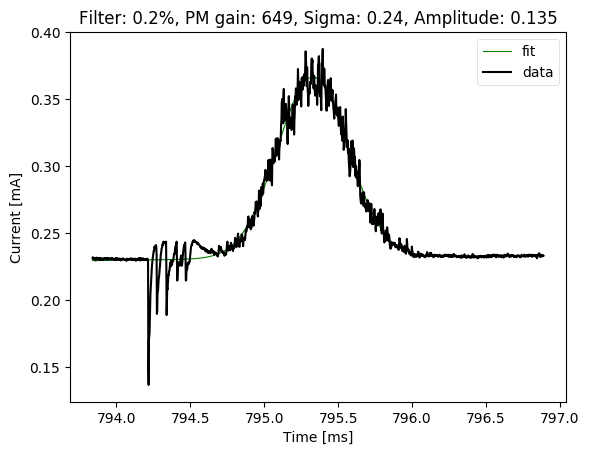 Filter: 0.2%, PM gain: 649, Sigma: 0.24, Amplitude: 0.135
fit
data
0.40
0.35
0.30
0.25
0.20
0.15
Current [mA]
794.0 794.5 795.0 795.5 796.0 796.5 797.0
Time [ms]